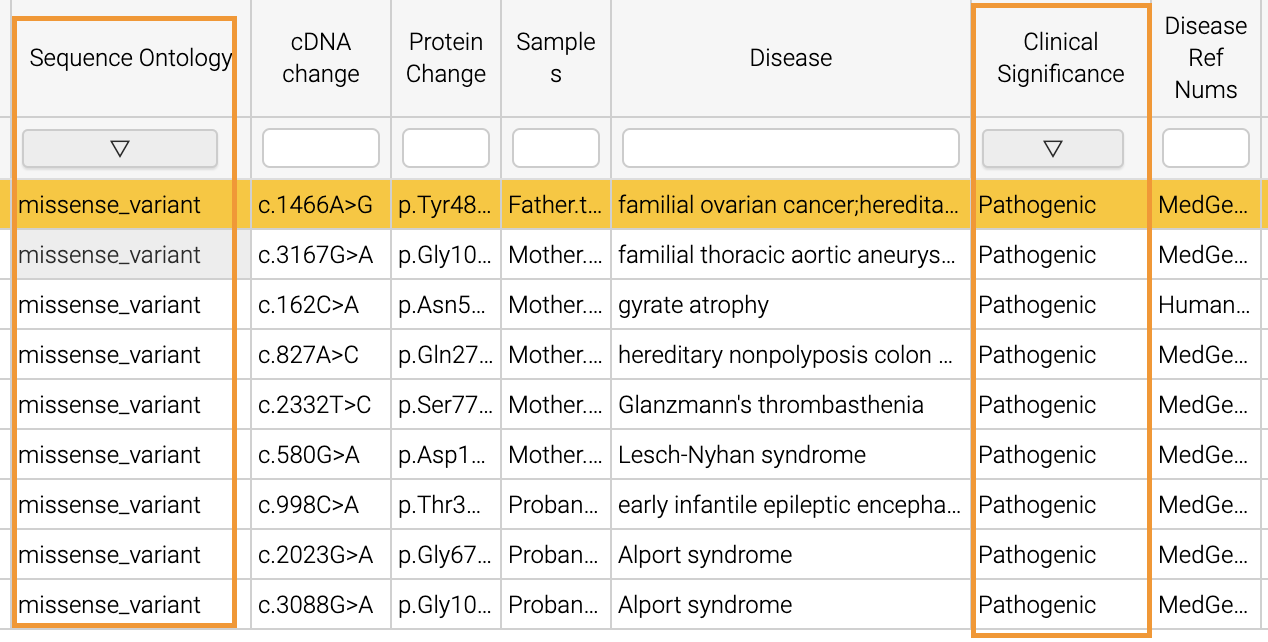 Sequence Ontology cDNA change Protein Change Sample s Disease Clinical Significance Disease Ref Nums
missense_variant c.1466A>G p.Tyr48... Father.t... familial ovarian cancer;heredita... Pathogenic MedGe...
missense_variant c.3167G>A p.Gly10... Mother.... familial thoracic aortic aneurys... Pathogenic MedGe...
missense_variant c.162C>A p.Asn5... Mother.... gyrate atrophy Pathogenic Human...
missense_variant c.827A>C p.Gln27... Mother.... hereditary nonpolyposis colon ... Pathogenic MedGe...
missense_variant c.2332T>C p.Ser77... Mother.... Glanzmann's thrombasthenia Pathogenic MedGe...
missense_variant c.580G>A p.Asp1... Mother.... Lesch-Nyhan syndrome Pathogenic MedGe...
missense_variant c.998C>A p.Thr3... Proban... early infantile epileptic encepha... Pathogenic MedGe...
missense_variant c.2023G>A p.Gly67... Proban... Alport syndrome Pathogenic MedGe...
missense_variant c.3088G>A p.Gly10... Proban... Alport syndrome Pathogenic MedGe...